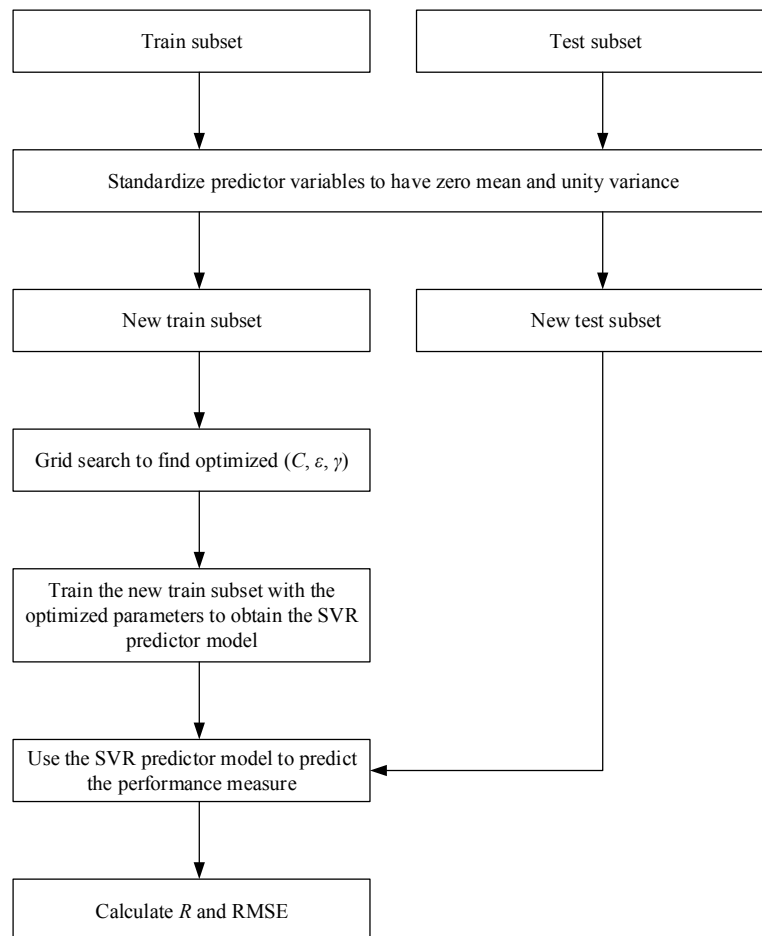 Train subset
Test subset
Standardize predictor variables to have zero mean and unity variance
New train subset
New test subset
Grid search to find optimized (C, ε, γ)
Train the new train subset with the
optimized parameters to obtain the SVR
predictor model
Use the SVR predictor model to predict
the performance measure
Calculate R and RMSE